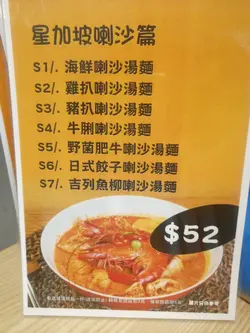 星加坡喇沙篇
S1/. 海鮮喇沙湯麵
S2/. 雞扒喇沙湯麵
S3/. 豬扒喇沙湯麵
S4/. 牛脷喇沙湯麵
S5/. 野菌肥牛喇沙湯麵
S6/. 日式餃子喇沙湯麵
S7/. 吉列魚柳喇沙湯麵
$52